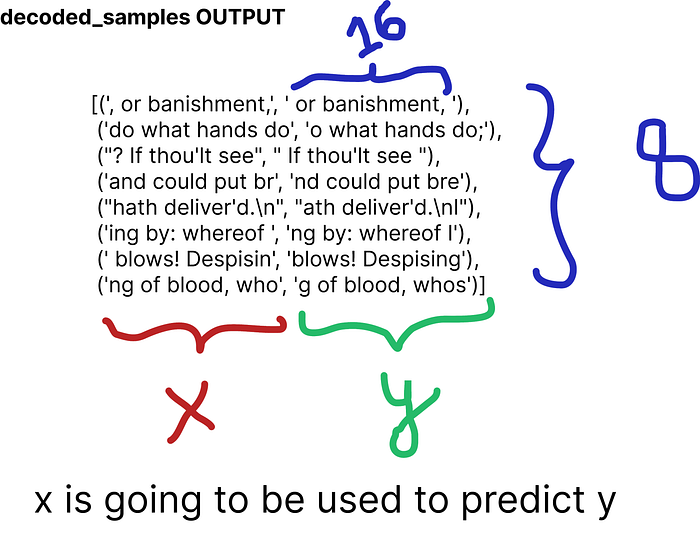 decoded_samples OUTPUT
16
[(', or banishment,', ' or banishment, '),
('do what hands do', 'o what hands do;'),
("? If thou'lt see", " If thou'lt see "),
('and could put br', 'nd could put bre'),
("hath deliver'd.\n", "ath deliver'd.\nI"),
('ing by: whereof ', 'ng by: whereof I'),
(' blows! Despisin', 'blows! Despising'),
('ng of blood, who', 'g of blood, whos')]
8
x
y
x is going to be used to predict y